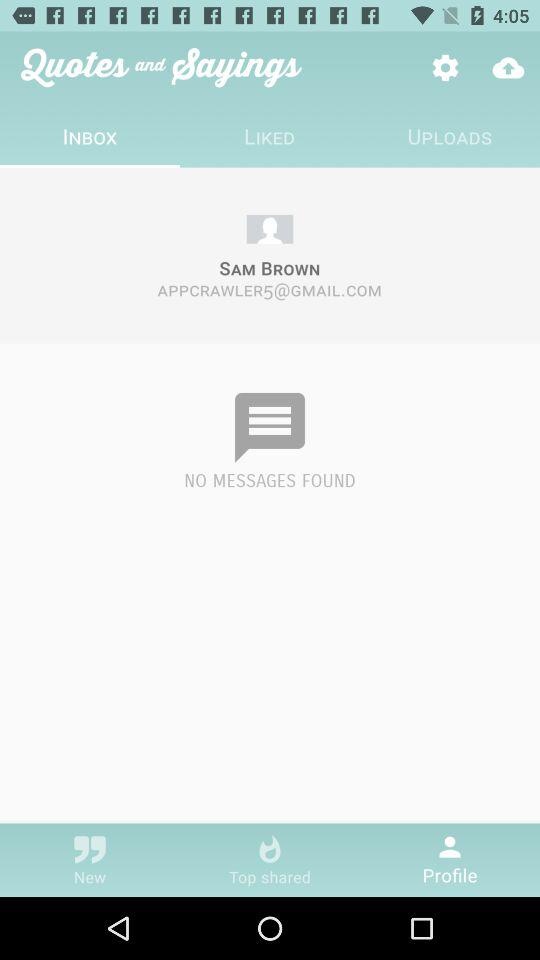 4:05
Quotes and Sayings
INBOX LIKED UPLOADS
SAM BROWN
APPCRAWLER5@GMAIL.COM
NO MESSAGES FOUND
New Top shared Profile